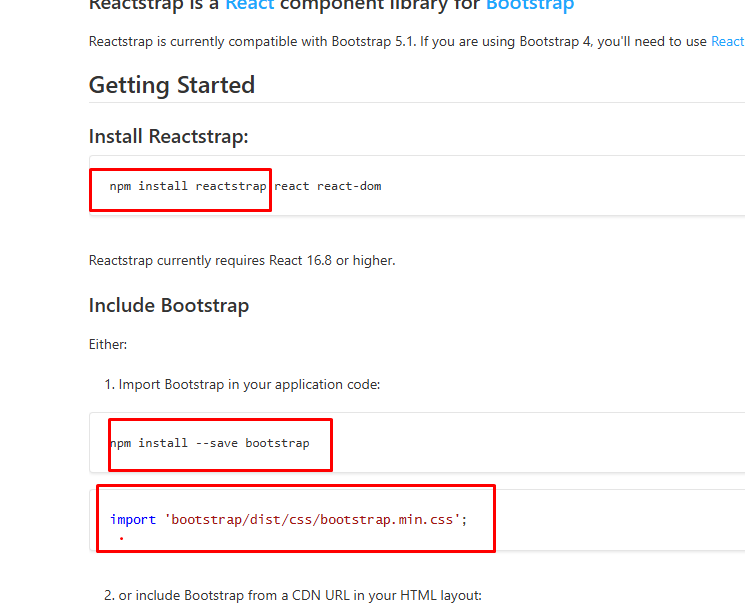 Reactstrap is a React component library for Bootstrap
Reactstrap is currently compatible with Bootstrap 5.1. If you are using Bootstrap 4, you'll need to use React
Getting Started
Install Reactstrap:
npm install reactstrap react react-dom
Reactstrap currently requires React 16.8 or higher.
Include Bootstrap
Either:
1. Import Bootstrap in your application code:
npm install --save bootstrap
import 'bootstrap/dist/css/bootstrap.min.css';
2. or include Bootstrap from a CDN URL in your HTML layout: